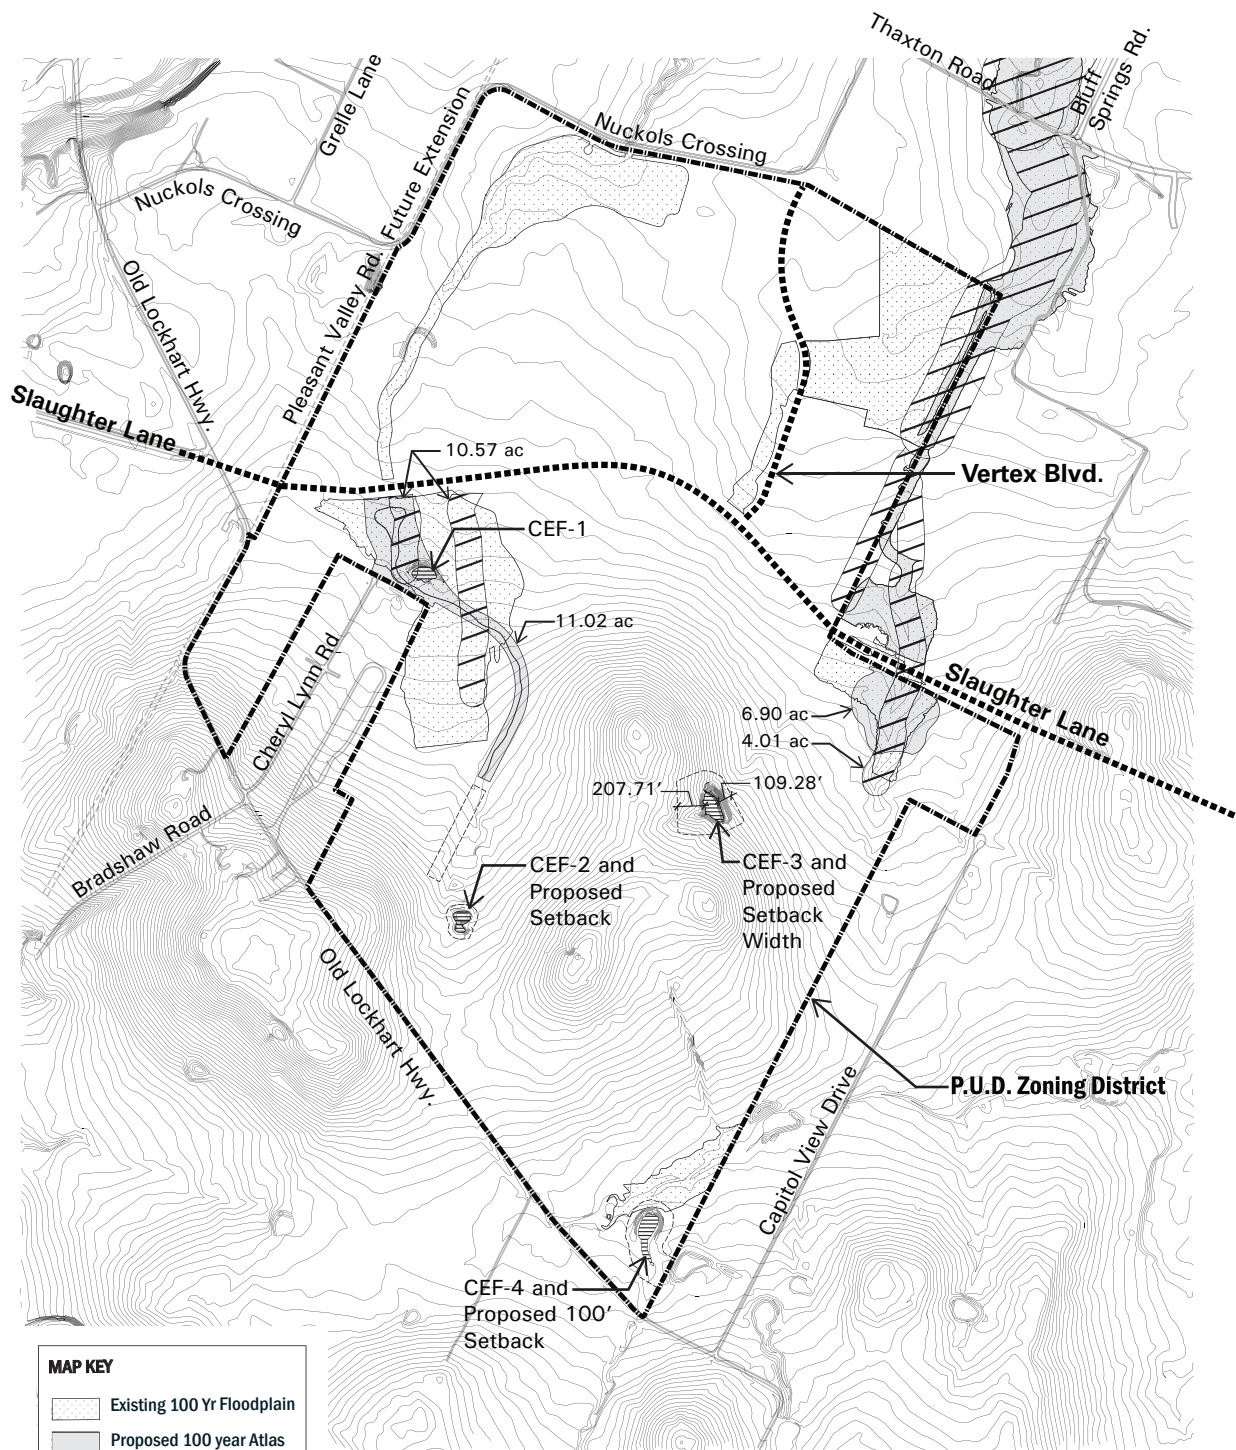 Thaxton Road
Bluff
Springs Rd.
Grelle Lane
Nuckols Crossing
Nuckols Crossing
Pleasant Valley Rd. Future Extension
Old Lockhart Hwy.
Slaughter Lane
10.57 ac
Vertex Blvd.
CEF-1
11.02 ac
Cheryl Lynn Rd
Slaughter Lane
6.90 ac
4.01 ac
207.71'
109.28'
Bradshaw Road
CEF-2 and
Proposed
Setback
CEF-3 and
Proposed
Setback
Width
Old Lockhart Hwy.
P.U.D. Zoning District
Capitol View Drive
CEF-4 and
Proposed 100'
Setback
MAP KEY
Existing 100 Yr Floodplain
Proposed 100 year Atlas